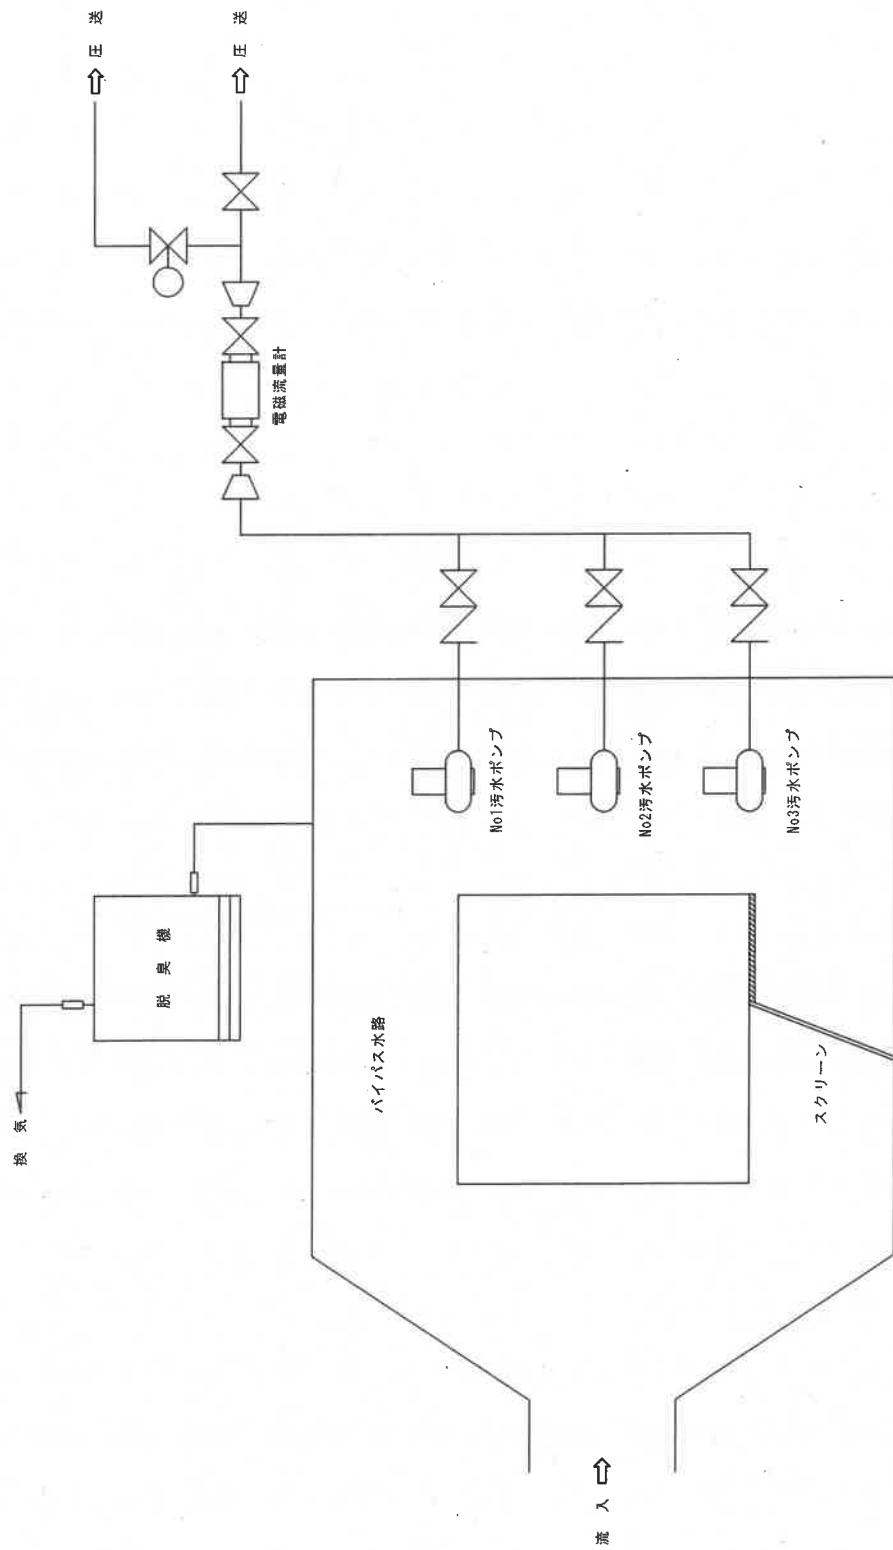 圧送
圧送
電磁流量計
No1汚水ポンプ
No2汚水ポンプ
No3汚水ポンプ
脱臭機
換気
バイパス水路
スクリーン
流入